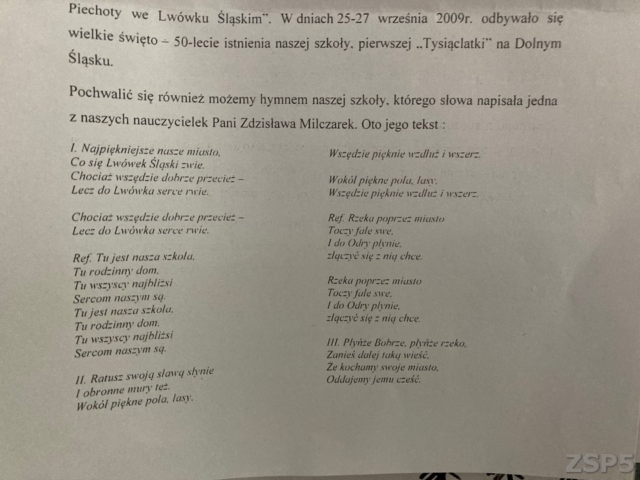 Piechoty we Lwówku Śląskim". W dniach 25-27 września 2009r. odbywało się
wielkie święto – 50-lecie istnienia naszej szkoły, pierwszej „Tysiąclatki" na Dolnym
Śląsku.
Pochwalić się również możemy hymnem naszej szkoły, którego słowa napisała jedna
z naszych nauczycielek Pani Zdzisława Milczarek. Oto jego tekst :
I. Najpiękniejsze nasze miasto,
Co się Lwówek Śląski zwie.
Chociaż wszędzie dobrze przecież –
Lecz do Lwówka serce rwie.
Chociaż wszędzie dobrze przecież –
Lecz do Lwówka serce rwie.
Ref. Tu jest nasza szkoła,
Tu rodzinny dom,
Tu wszyscy najbliżsi
Sercom naszym są.
Tu jest nasza szkoła,
Tu rodzinny dom,
Tu wszyscy najbliżsi
Sercom naszym są.
II. Ratusz swoją sławą słynie
I obronne mury też.
Wokół piękne pola, lasy,
Wszędzie pięknie wzdłuż i wszerz.
Wokół piękne pola, lasy,
Wszędzie pięknie wzdłuż i wszerz.
Ref. Rzeka poprzez miasto
Toczy fale swe,
I do Odry płynie,
złączyć się z nią chce.
Rzeka poprzez miasto
Toczy fale swe,
I do Odry płynie,
złączyć się z nią chce.
III. Płyńże Bobrze, płyńże rzeko,
Zanieś dalej taką wieść,
Że kochamy swoje miasto,
Oddajemy jemu cześć.
ZSP5